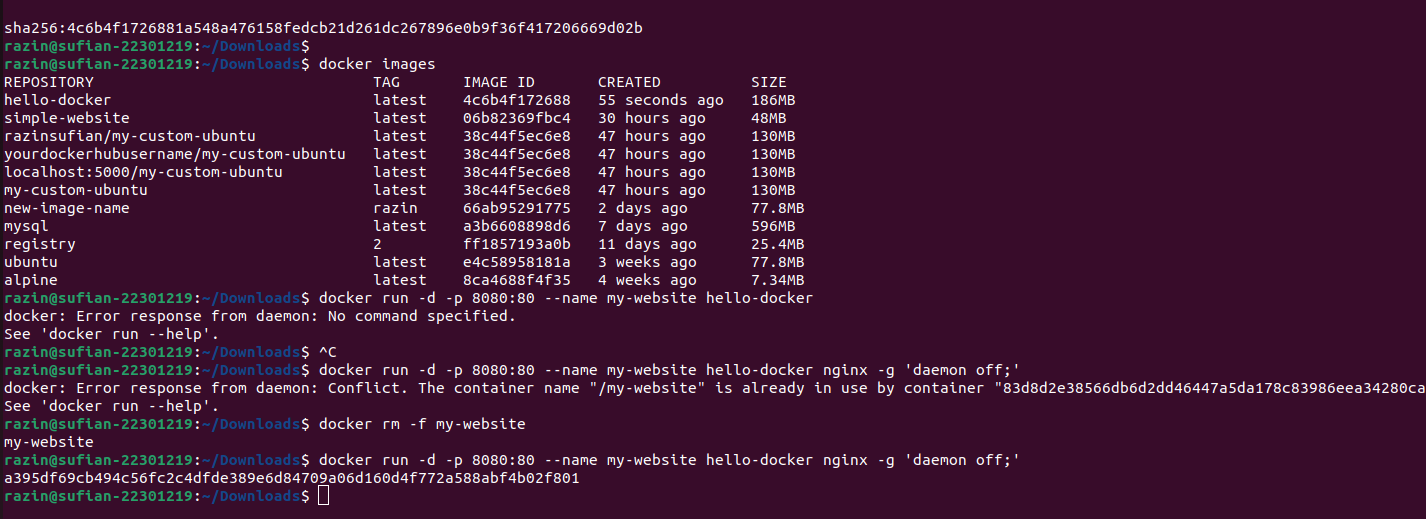 sha256:4c6b4f1726881a548a476158fedcb21d261dc267896e0b9f36f417206669d02b
razin@sufian-22301219:~/Downloads$
razin@sufian-22301219:~/Downloads$ docker images
REPOSITORY TAG IMAGE ID CREATED SIZE
hello-docker latest 4c6b4f172688 55 seconds ago 186MB
simple-website latest 06b82369fbc4 30 hours ago 48MB
razinsufian/my-custom-ubuntu latest 38c44f5ec6e8 47 hours ago 130MB
yourdockerhubusername/my-custom-ubuntu latest 38c44f5ec6e8 47 hours ago 130MB
localhost:5000/my-custom-ubuntu latest 38c44f5ec6e8 47 hours ago 130MB
my-custom-ubuntu latest 38c44f5ec6e8 47 hours ago 130MB
new-image-name razin 66ab95291775 2 days ago 77.8MB
mysql latest a3b6608898d6 7 days ago 596MB
registry 2 ff1857193a0b 11 days ago 25.4MB
ubuntu latest e4c58958181a 3 weeks ago 77.8MB
alpine latest 8ca4688f4f35 4 weeks ago 7.34MB
razin@sufian-22301219:~/Downloads$ docker run -d -p 8080:80 --name my-website hello-docker
docker: Error response from daemon: No command specified.
See 'docker run --help'.
razin@sufian-22301219:~/Downloads$ ^C
razin@sufian-22301219:~/Downloads$ docker run -d -p 8080:80 --name my-website hello-docker nginx -g 'daemon off;'
docker: Error response from daemon: Conflict. The container name "/my-website" is already in use by container "83d8d2e38566db6d2dd46447a5da178c83986eea34280ca
See 'docker run --help'.
razin@sufian-22301219:~/Downloads$ docker rm -f my-website
my-website
razin@sufian-22301219:~/Downloads$ docker run -d -p 8080:80 --name my-website hello-docker nginx -g 'daemon off;'
a395df69cb494c56fc2c4dfde389e6d84709a06d160d4f772a588abf4b02f801
razin@sufian-22301219:~/Downloads$